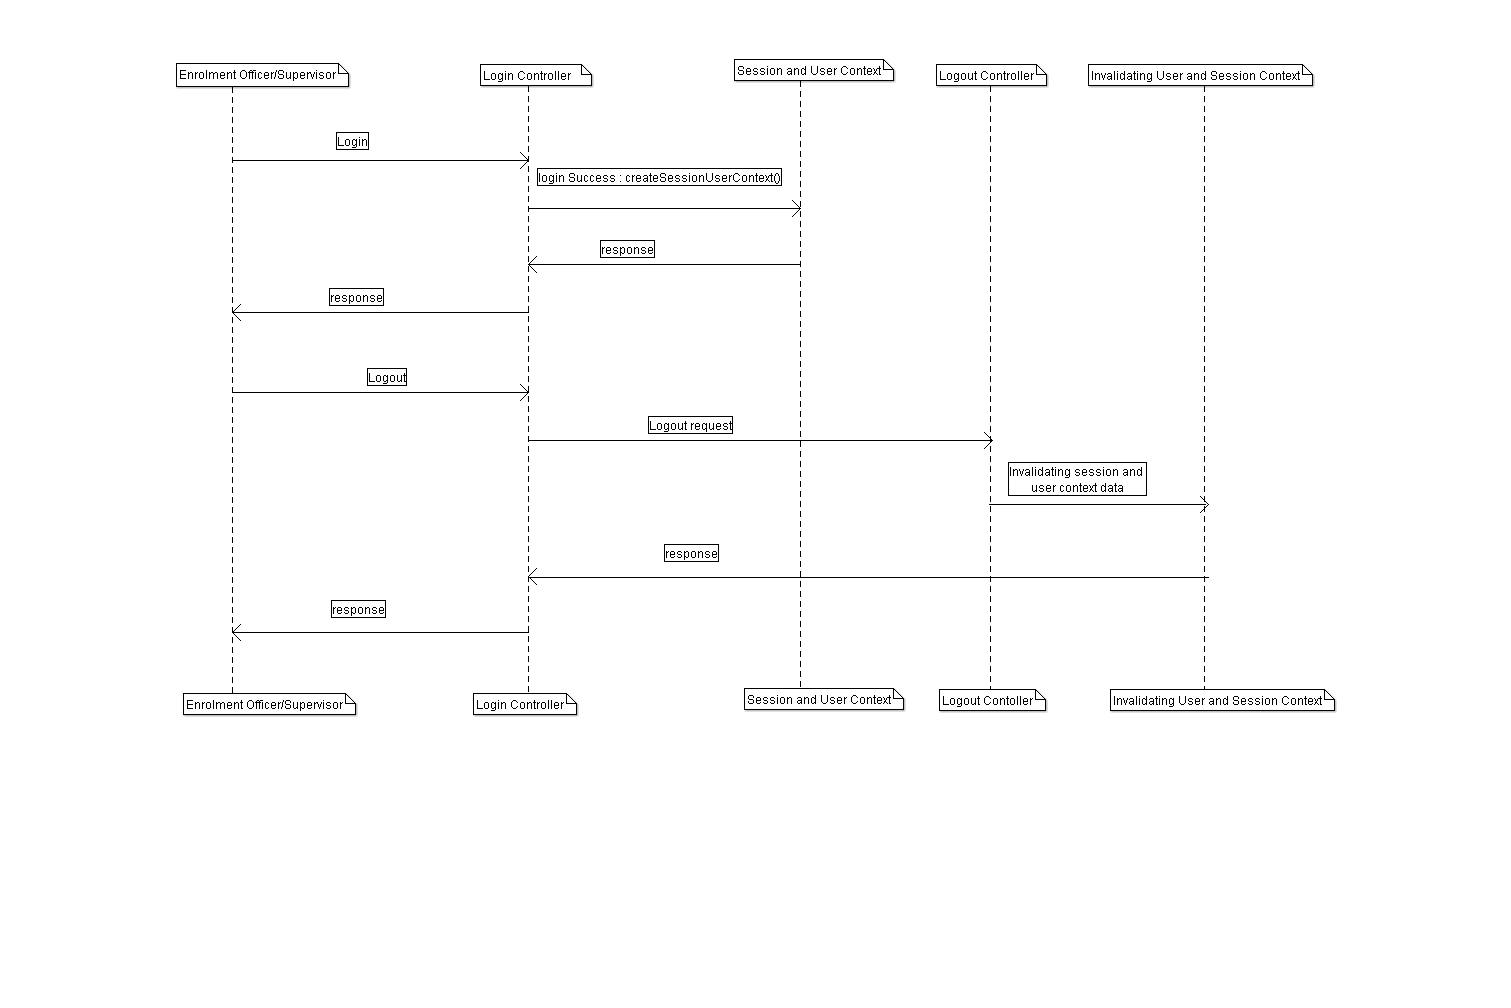 Enrolment Officer/Supervisor
Login Controller
Session and User Context
Logout Controller
Invalidating User and Session Context
Login
login Success : createSessionUserContext()
response
response
Logout
Logout request
Invalidating session and
user context data
response
response
Enrolment Officer/Supervisor
Login Controller
Session and User Context
Logout Contoller
Invalidating User and Session Context